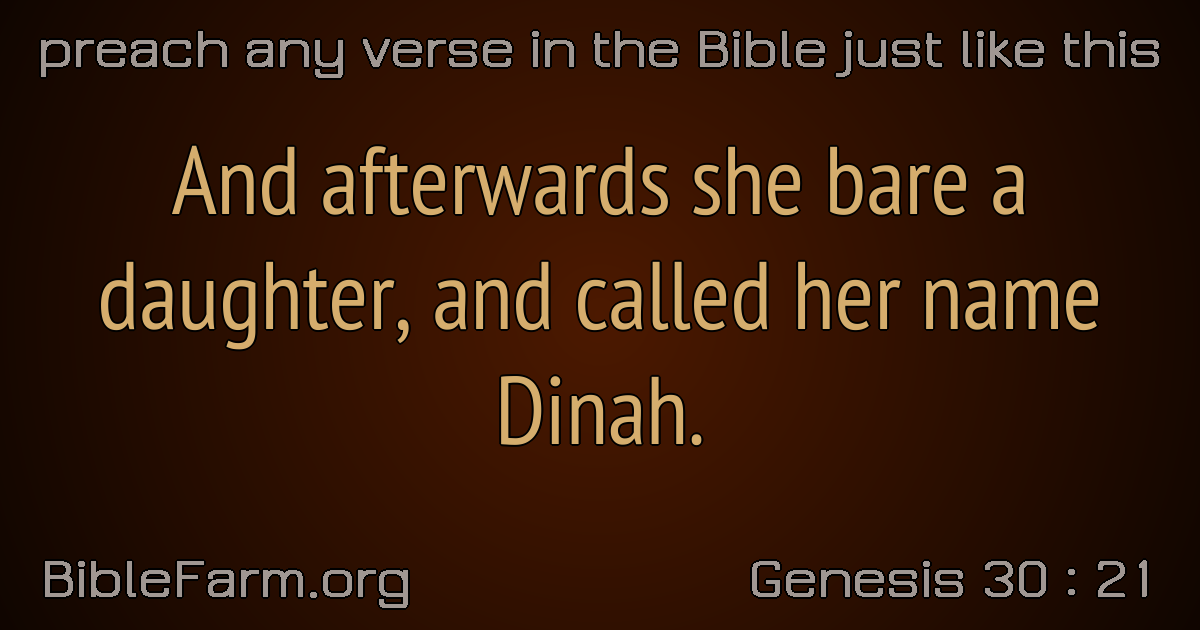 preach any verse in the Bible just like this
And afterwards she bare a
daughter, and called her name
Dinah.
BibleFarm.org
Genesis 30 : 21